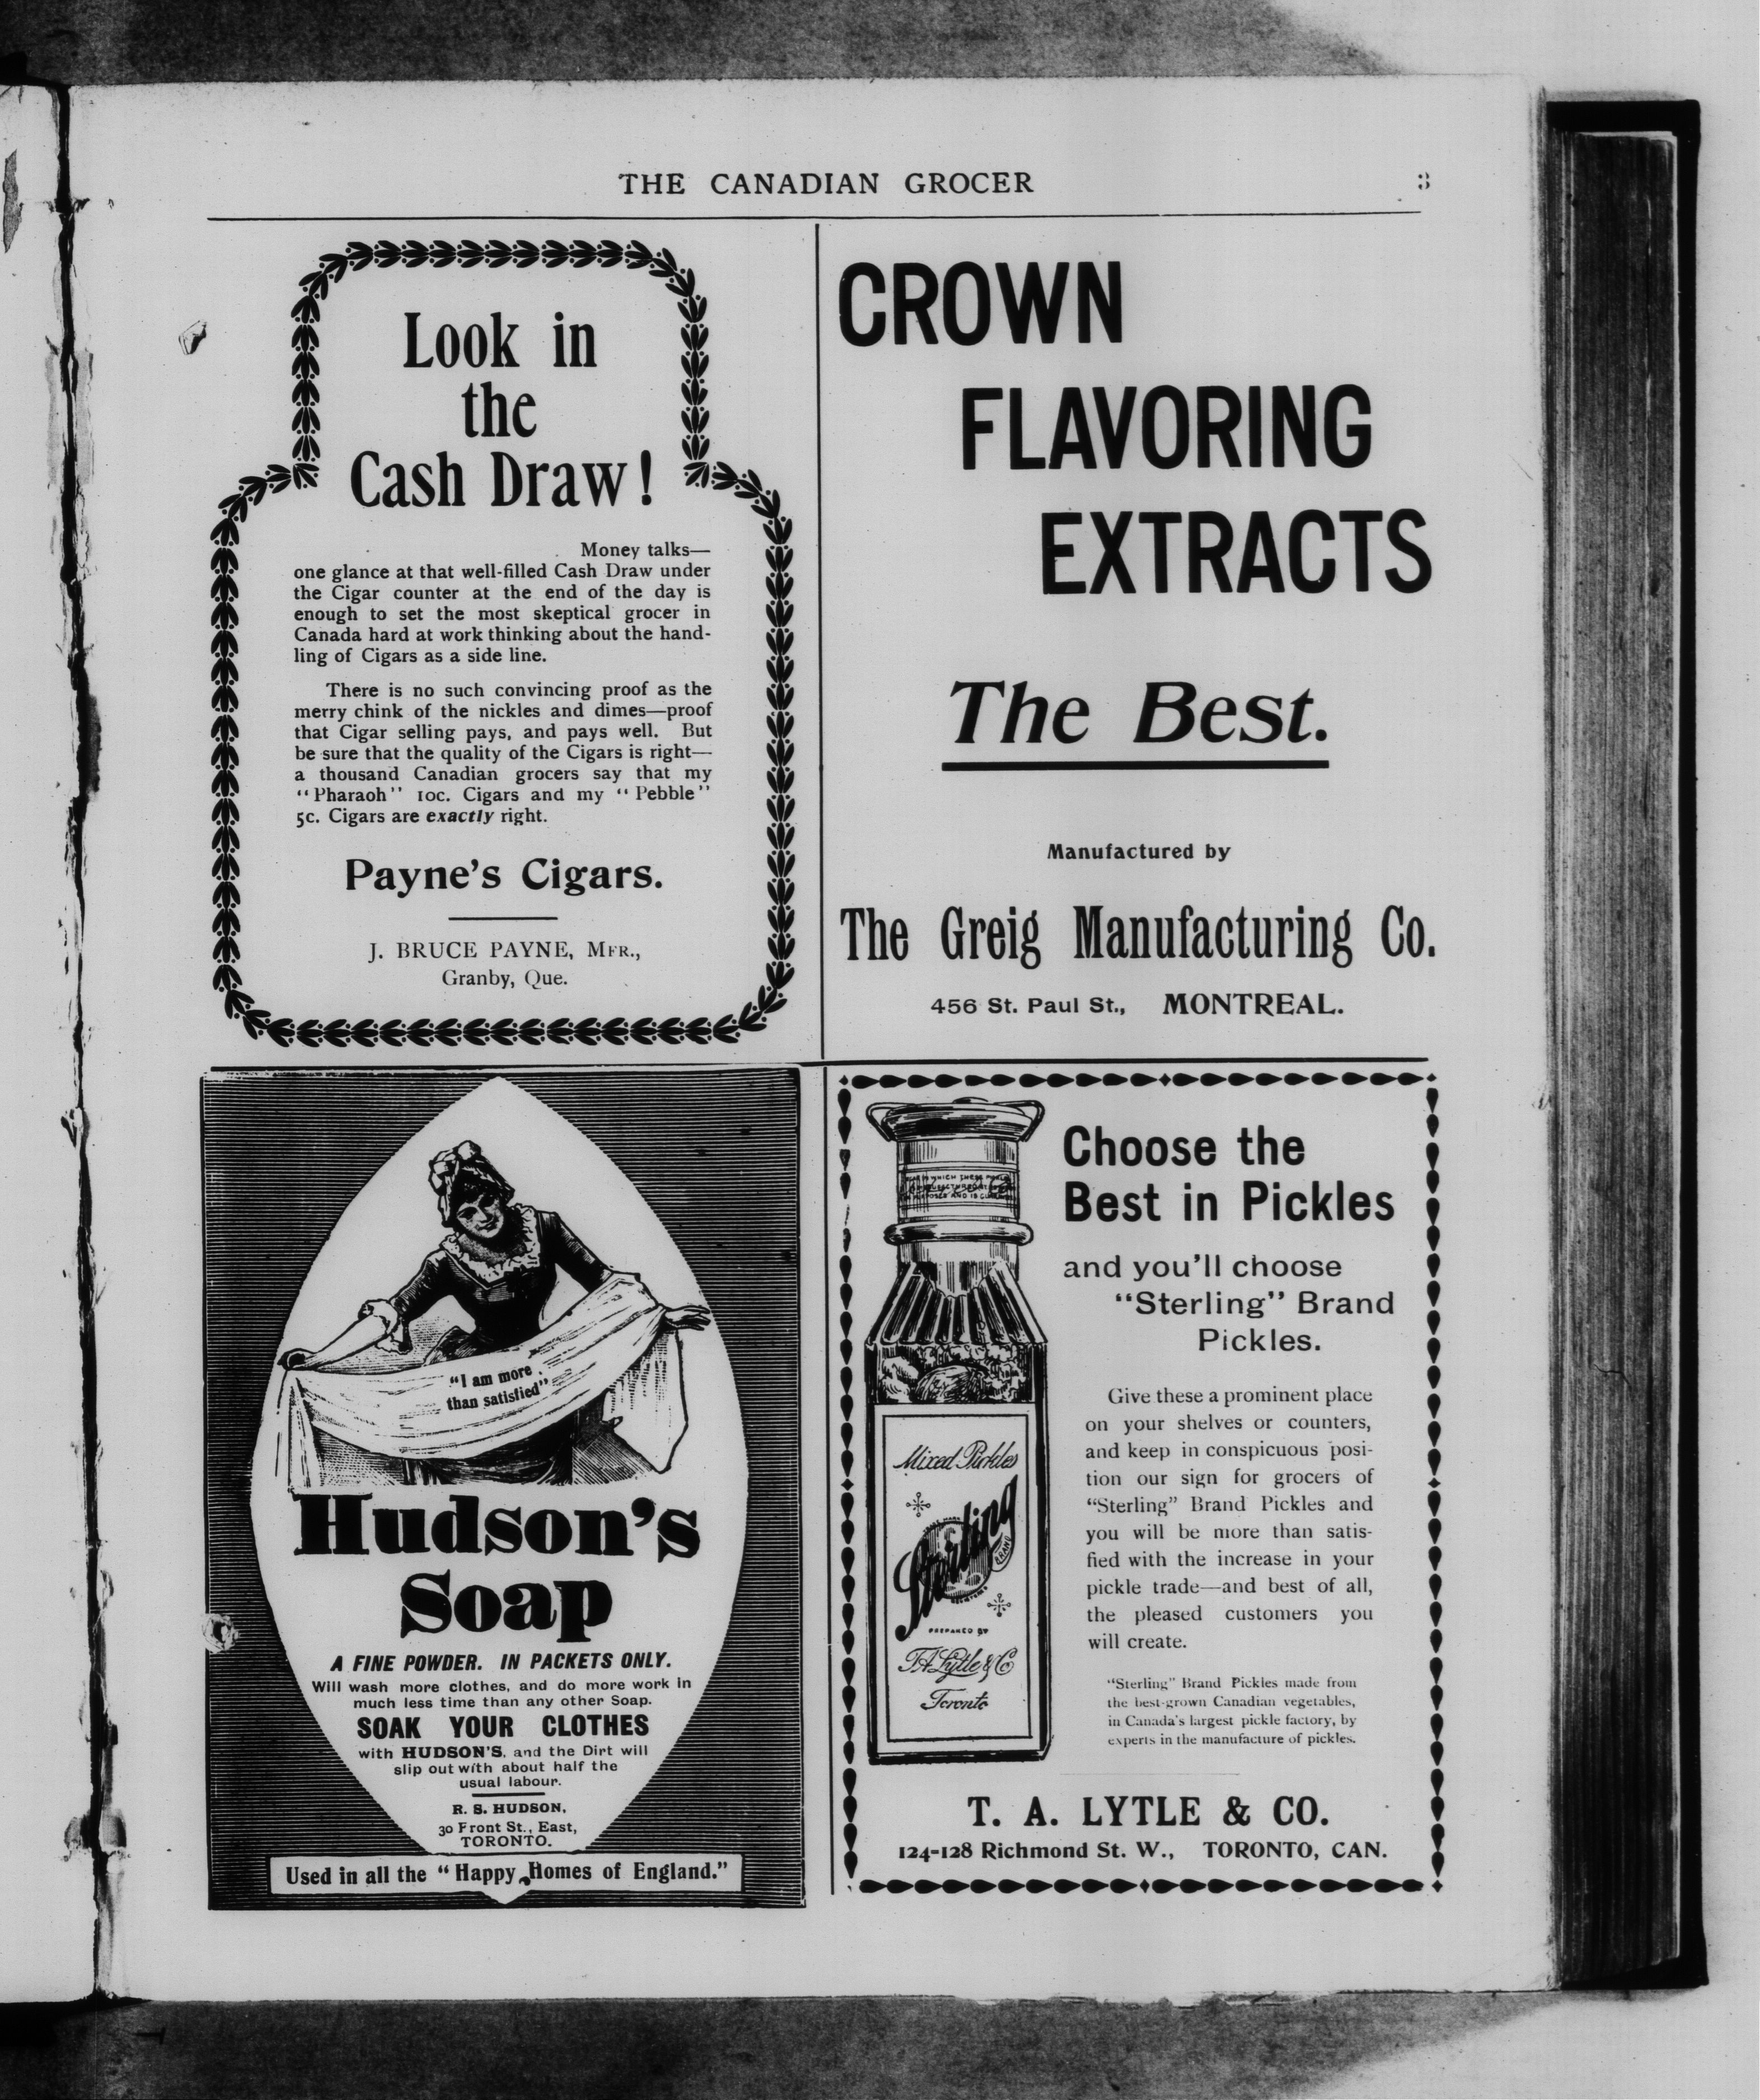 THE CANADIAN GROCER
3
Look in
the
Cash Draw!
Money talks—
one glance at that well-filled Cash Draw under
the Cigar counter at the end of the day is
enough to set the most skeptical grocer in
Canada hard at work thinking about the hand-
ling of Cigars as a side line.
There is no such convincing proof as the
merry chink of the nickles and dimes—proof
that Cigar selling pays, and pays well. But
be sure that the quality of the Cigars is right—
a thousand Canadian grocers say that my
"Pharaoh" 10c. Cigars and my "Pebble"
5c. Cigars are exactly right.
Payne's Cigars.
J. BRUCE PAYNE, MFR.,
Granby, Que.
CROWN
FLAVORING
EXTRACTS
The Best.
Manufactured by
The Greig Manufacturing Co.
456 St. Paul St., MONTREAL.
"I am more
than satisfied"
Hudson's
Soap
A FINE POWDER. IN PACKETS ONLY.
Will wash more clothes, and do more work in
much less time than any other Soap.
SOAK YOUR CLOTHES
with HUDSON'S, and the Dirt will
slip out with about half the
usual labour.
R. S. HUDSON,
30 Front St., East,
TORONTO.
Used in all the "Happy Homes of England."
Choose the
Best in Pickles
and you'll choose
"Sterling" Brand
Pickles.
Give these a prominent place
on your shelves or counters,
and keep in conspicuous posi-
tion our sign for grocers of
"Sterling" Brand Pickles and
you will be more than satis-
fied with the increase in your
pickle trade—and best of all,
the pleased customers you
will create.
"Sterling" Brand Pickles made from
the best-grown Canadian vegetables,
in Canada's largest pickle factory, by
experts in the manufacture of pickles.
WHICH THESE
AND IS
Mixed Pickles
Sterling
BRAND
PREPARED BY
T.A. Lytle & Co
Toronto
T. A. LYTLE & CO.
124-128 Richmond St. W., TORONTO, CAN.